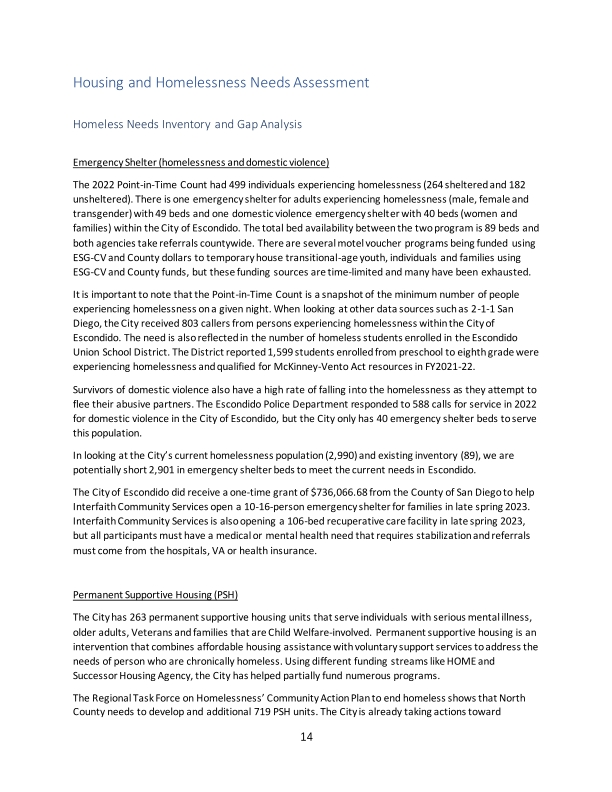 Housing and Homelessness Needs Assessment
Homeless Needs Inventory and Gap Analysis
Emergency Shelter (homelessness and domestic violence)
The 2022 Point-in-Time Count had 499 individuals experiencing homelessness (264 sheltered and 182
unsheltered). There is one emergency shelter for adults experiencing homelessness (male, female and
transgender) with 49 beds and one domestic violence emergency shelter with 40 beds (women and
families) within the City of Escondido. The total bed availability between the two program is 89 beds and
both agencies take referrals countywide. There are several motel voucher programs being funded using
ESG-CV and County dollars to temporary house transitional-age youth, individuals and families using
ESG-CV and County funds, but these funding sources are time-limited and many have been exhausted.
It is important to note that the Point-in-Time Count is a snapshot of the minimum number of people
experiencing homelessness on a given night. When looking at other data sources such as 2-1-1 San
Diego, the City received 803 callers from persons experiencing homelessness within the City of
Escondido. The need is also reflected in the number of homeless students enrolled in the Escondido
Union School District. The District reported 1,599 students enrolled from preschool to eighth grade were
experiencing homelessness and qualified for McKinney-Vento Act resources in FY2021-22.
Survivors of domestic violence also have a high rate of falling into the homelessness as they attempt to
flee their abusive partners. The Escondido Police Department responded to 588 calls for service in 2022
for domestic violence in the City of Escondido, but the City only has 40 emergency shelter beds to serve
this population.
In looking at the City's current homelessness population (2,990) and existing inventory (89), we are
potentially short 2,901 in emergency shelter beds to meet the current needs in Escondido.
The City of Escondido did receive a one-time grant of $736,066.68 from the County of San Diego to help
Interfaith Community Services open a 10-16-person emergency shelter for families in late spring 2023.
Interfaith Community Services is also opening a 106-bed recuperative care facility in late spring 2023,
but all participants must have a medical or mental health need that requires stabilization and referrals
must come from the hospitals, VA or health insurance.
Permanent Supportive Housing (PSH)
The City has 263 permanent supportive housing units that serve individuals with serious mental illness,
older adults, Veterans and families that are Child Welfare-involved. Permanent supportive housing is an
intervention that combines affordable housing assistance with voluntary support services to address the
needs of person who are chronically homeless. Using different funding streams like HOME and
Successor Housing Agency, the City has helped partially fund numerous programs.
The Regional Task Force on Homelessness' Community Action Plan to end homeless shows that North
County needs to develop and additional 719 PSH units. The City is already taking actions toward
14